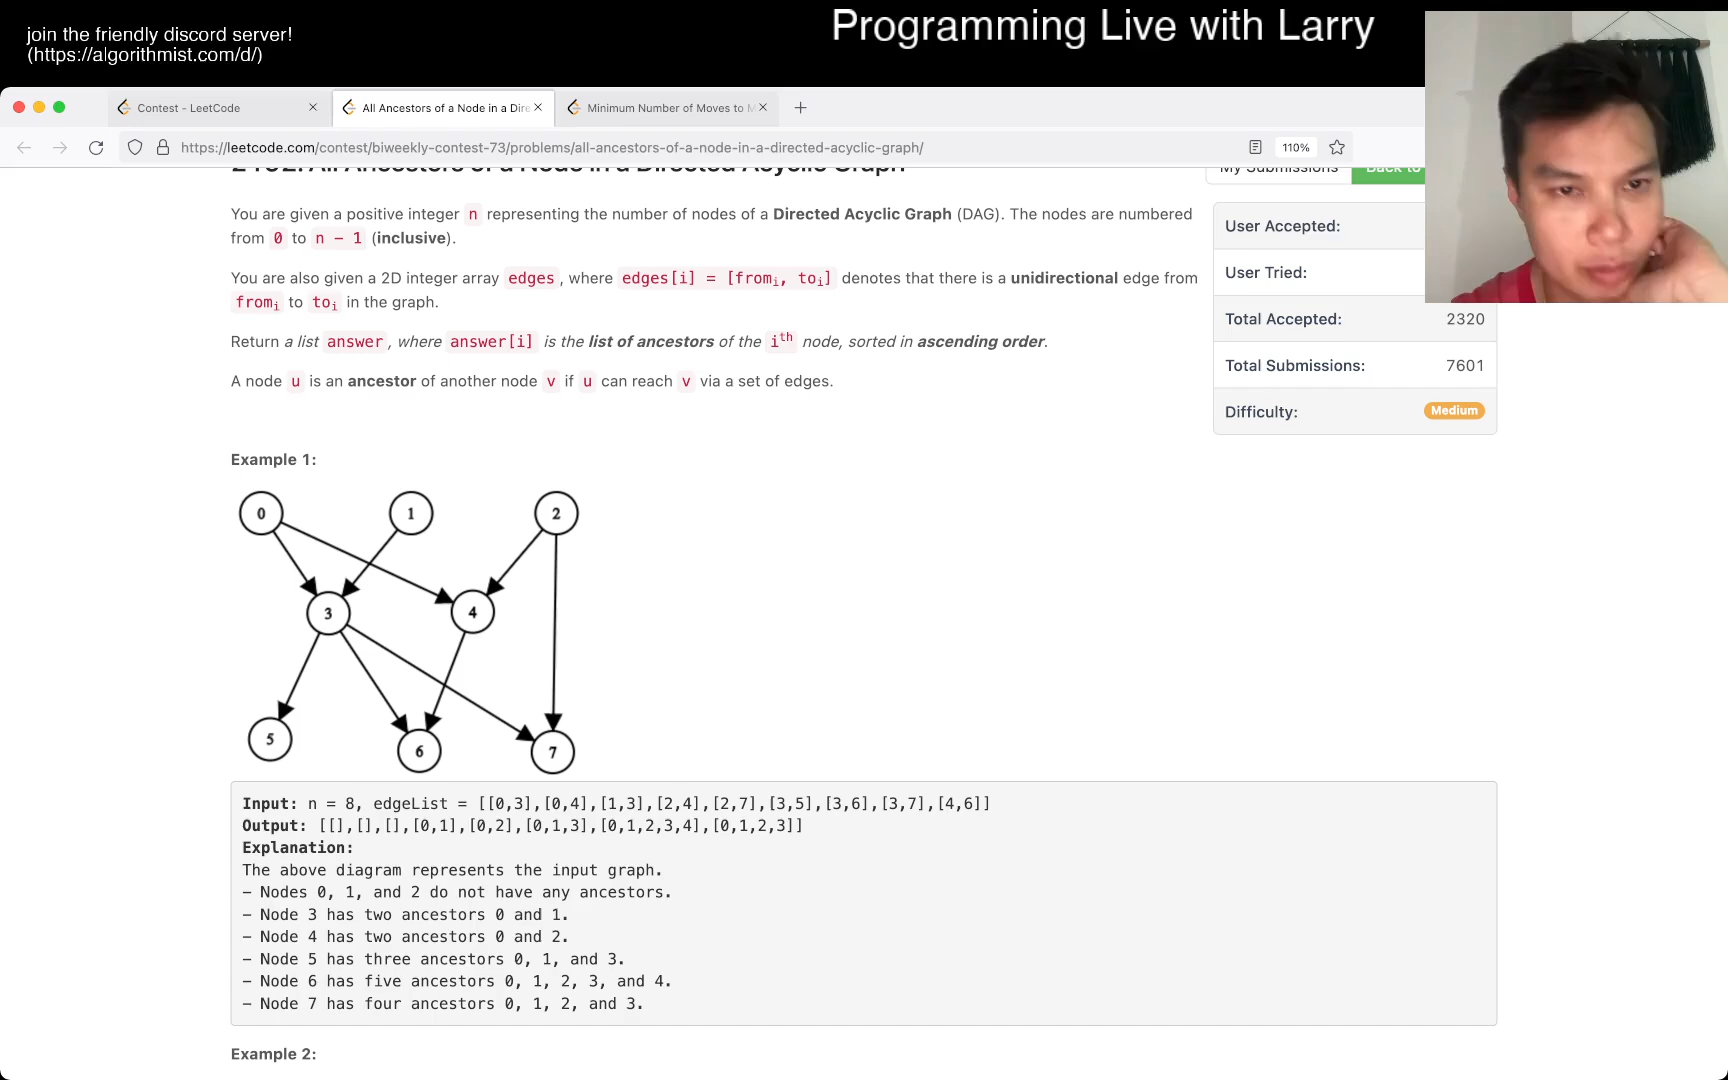 join the friendly discord server!
(https://algorithmist.com/d/)
Programming Live with Larry
Contest - LeetCode
All Ancestors of a Node in a Dire
Minimum Number of Moves to M
https://leetcode.com/contest/biweekly-contest-73/problems/all-ancestors-of-a-node-in-a-directed-acyclic-graph/
110%
2192. All Ancestors of a Node in a Directed Acyclic Graph
My Submissions
Back to
You are given a positive integer n representing the number of nodes of a Directed Acyclic Graph (DAG). The nodes are numbered
from 0 to n - 1 (inclusive).
You are also given a 2D integer array edges, where edges[i] = [fromi, toi] denotes that there is a unidirectional edge from
fromi to toi in the graph.
Return a list answer, where answer[i] is the list of ancestors of the ith node, sorted in ascending order.
A node u is an ancestor of another node v if u can reach v via a set of edges.
User Accepted:
User Tried:
Total Accepted: 2320
Total Submissions: 7601
Difficulty: Medium
Example 1:
0 1 2
3 4
5 6 7
Input: n = 8, edgeList = [[0,3],[0,4],[1,3],[2,4],[2,7],[3,5],[3,6],[3,7],[4,6]]
Output: [[],[],[],[0,1],[0,2],[0,1,3],[0,1,2,3,4],[0,1,2,3]]
Explanation:
The above diagram represents the input graph.
- Nodes 0, 1, and 2 do not have any ancestors.
- Node 3 has two ancestors 0 and 1.
- Node 4 has two ancestors 0 and 2.
- Node 5 has three ancestors 0, 1, and 3.
- Node 6 has five ancestors 0, 1, 2, 3, and 4.
- Node 7 has four ancestors 0, 1, 2, and 3.
Example 2: